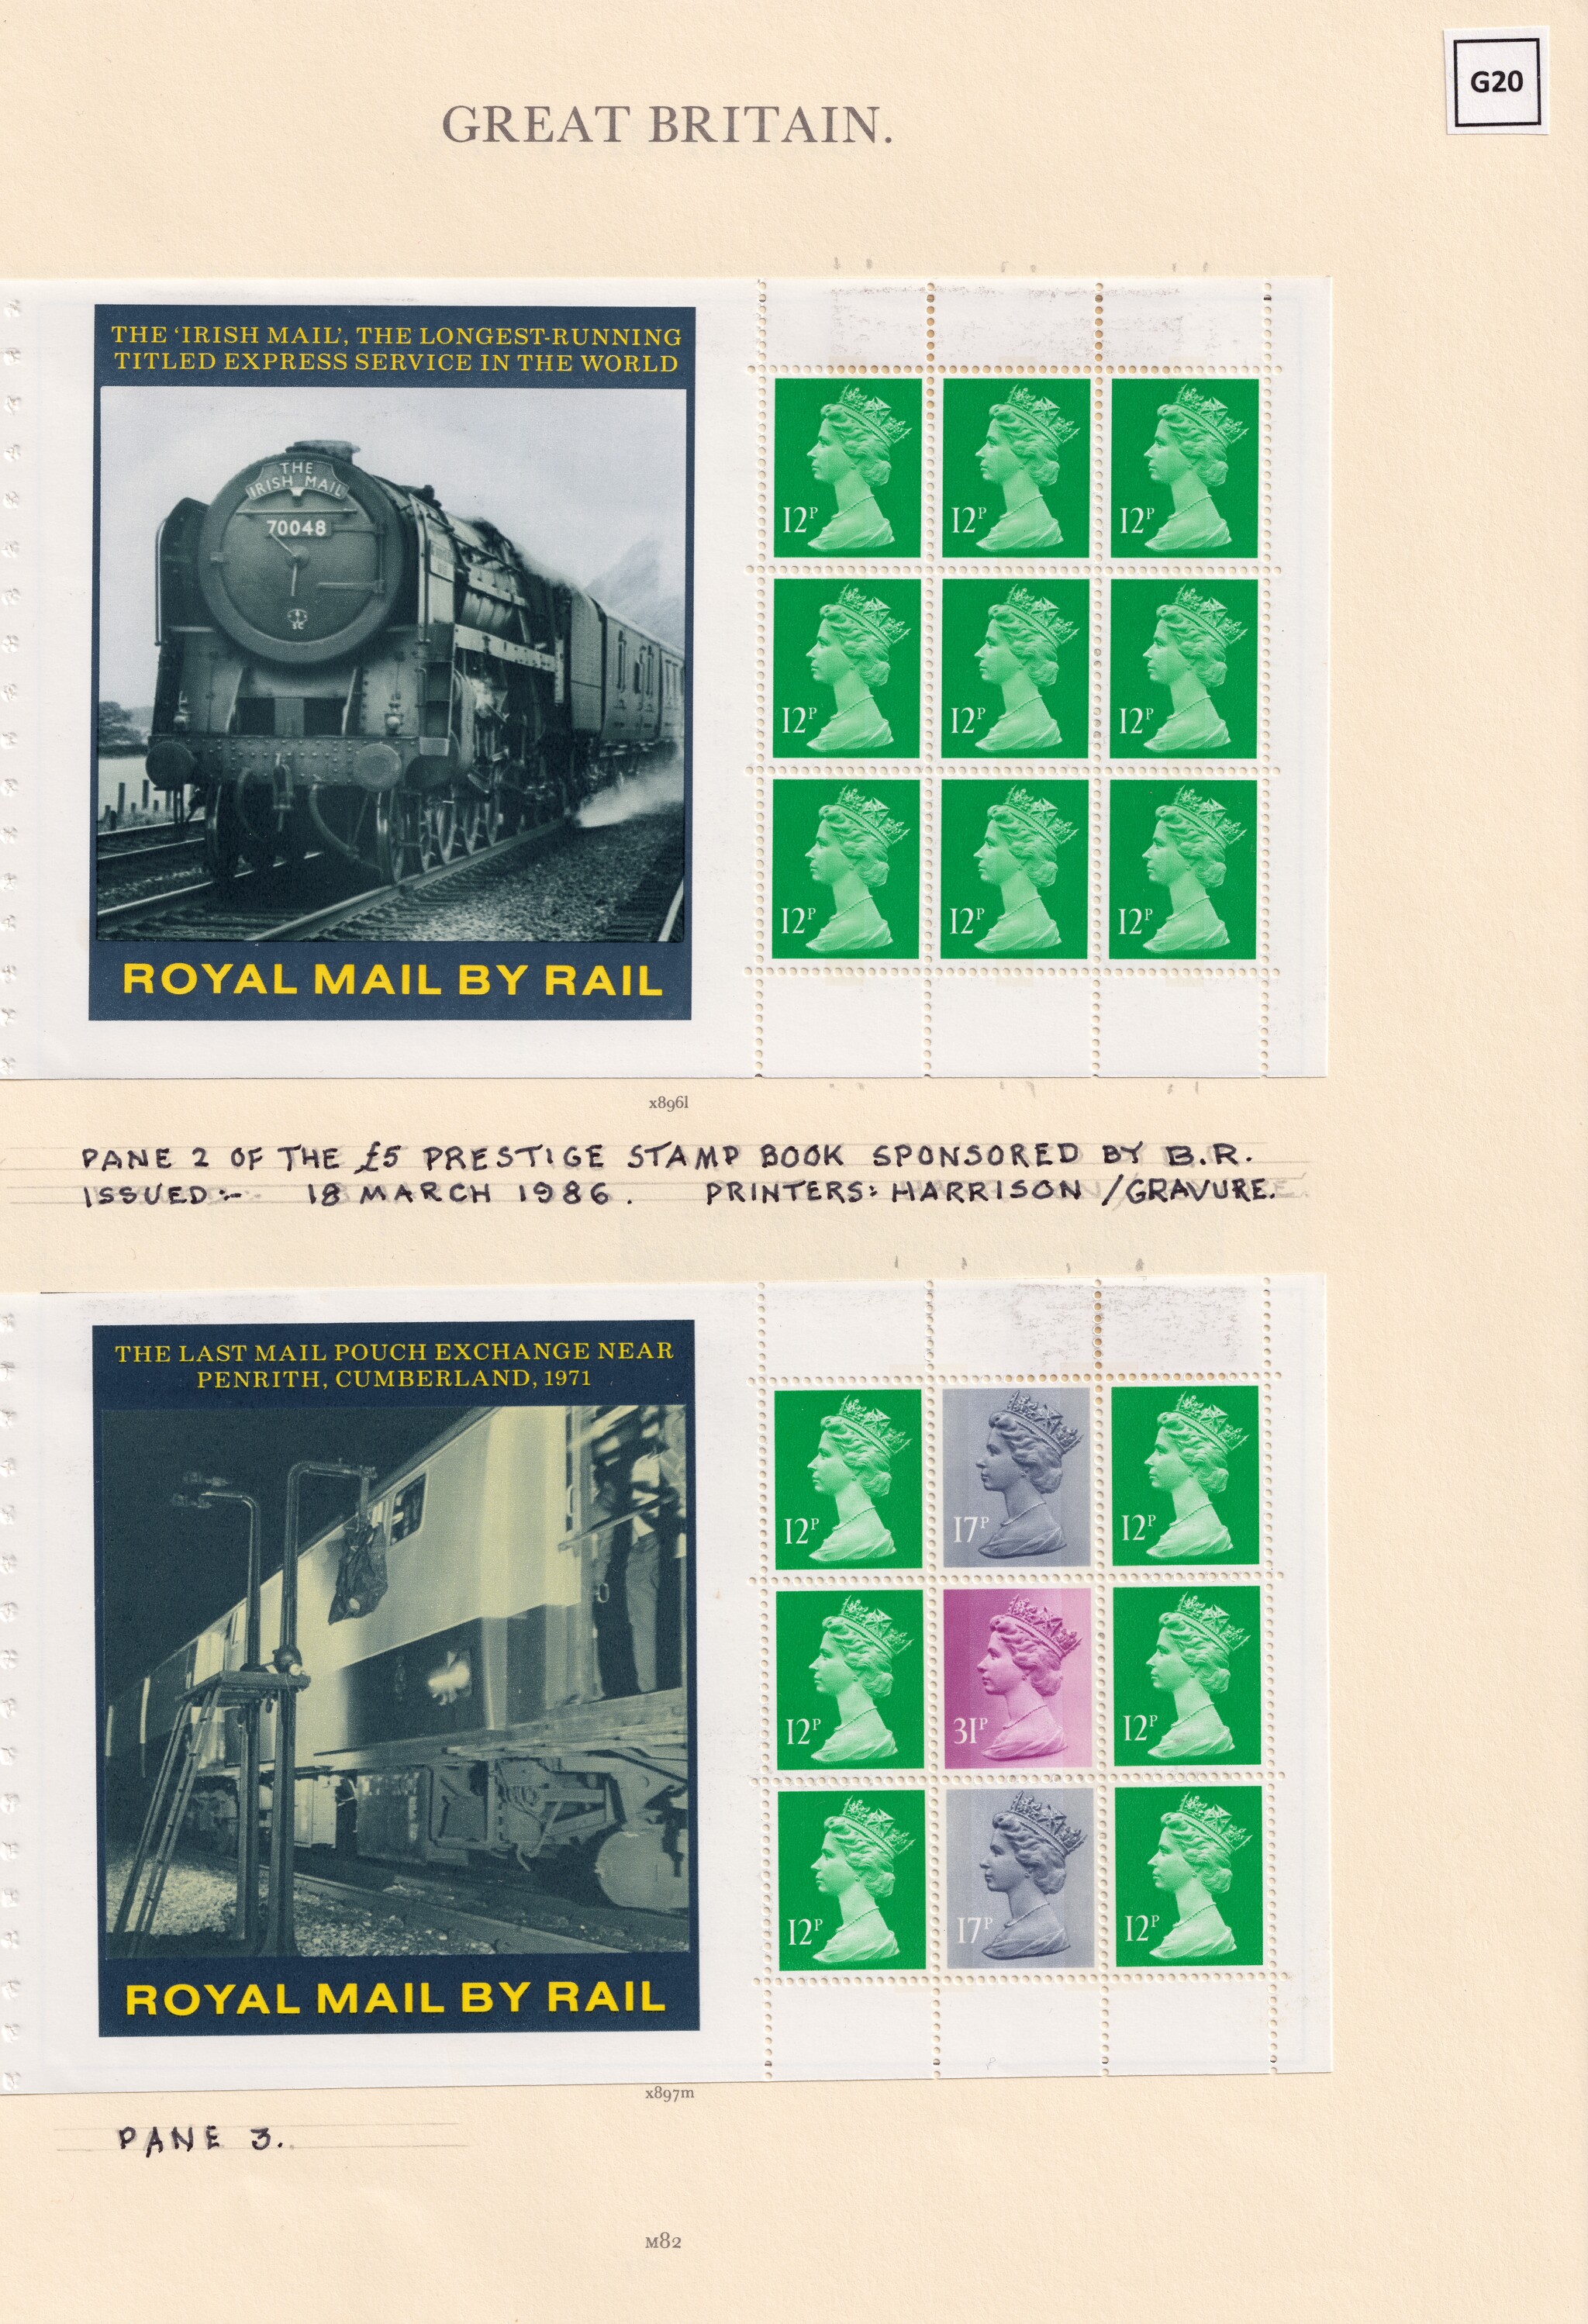 G20
GREAT BRITAIN.
THE ‘IRISH MAIL’, THE LONGEST-RUNNING
TITLED EXPRESS SERVICE IN THE WORLD
THE
IRISH MAIL
70048
ROYAL MAIL BY RAIL
12P 12P 12P
12P 12P 12P
12P 12P 12P
x896l
PANE 2 OF THE £5 PRESTIGE STAMP BOOK SPONSORED BY B.R.
ISSUED:- 18 MARCH 1986. PRINTERS: HARRISON /GRAVURE.
THE LAST MAIL POUCH EXCHANGE NEAR
PENRITH, CUMBERLAND, 1971
ROYAL MAIL BY RAIL
12P 17P 12P
12P 31P 12P
12P 17P 12P
x897m
PANE 3.
M82